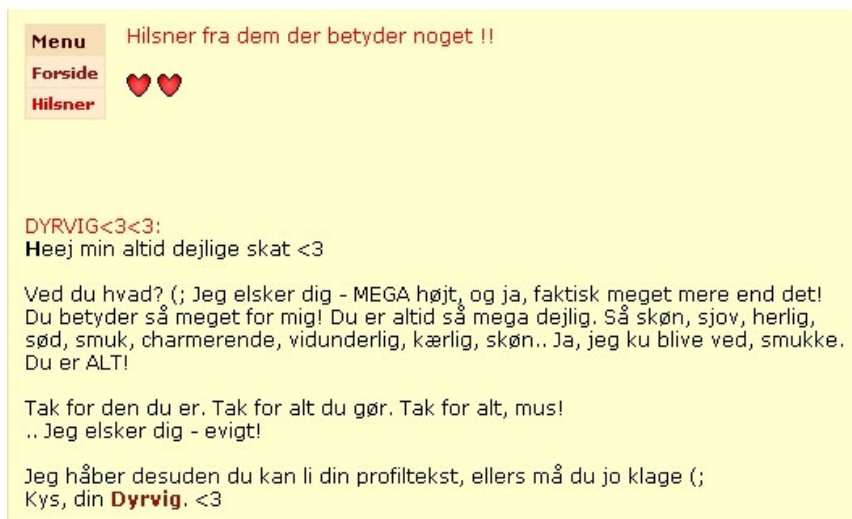 Menu
Forside
Hilsner
Hilsner fra dem der betyder noget !!
DYRVIG<3<3:
Heej min altid dejlige skat <3
Ved du hvad? (; Jeg elsker dig - MEGA højt, og ja, faktisk meget mere end det!
Du betyder så meget for mig! Du er altid så mega dejlig. Så skøn, sjov, herlig,
sød, smuk, charmerende, vidunderlig, kærlig, skøn.. Ja, jeg ku blive ved, smukke.
Du er ALT!
Tak for den du er. Tak for alt du gør. Tak for alt, mus!
.. Jeg elsker dig - evigt!
Jeg håber desuden du kan li din profiltekst, ellers må du jo klage (;
Kys, din Dyrvig. <3